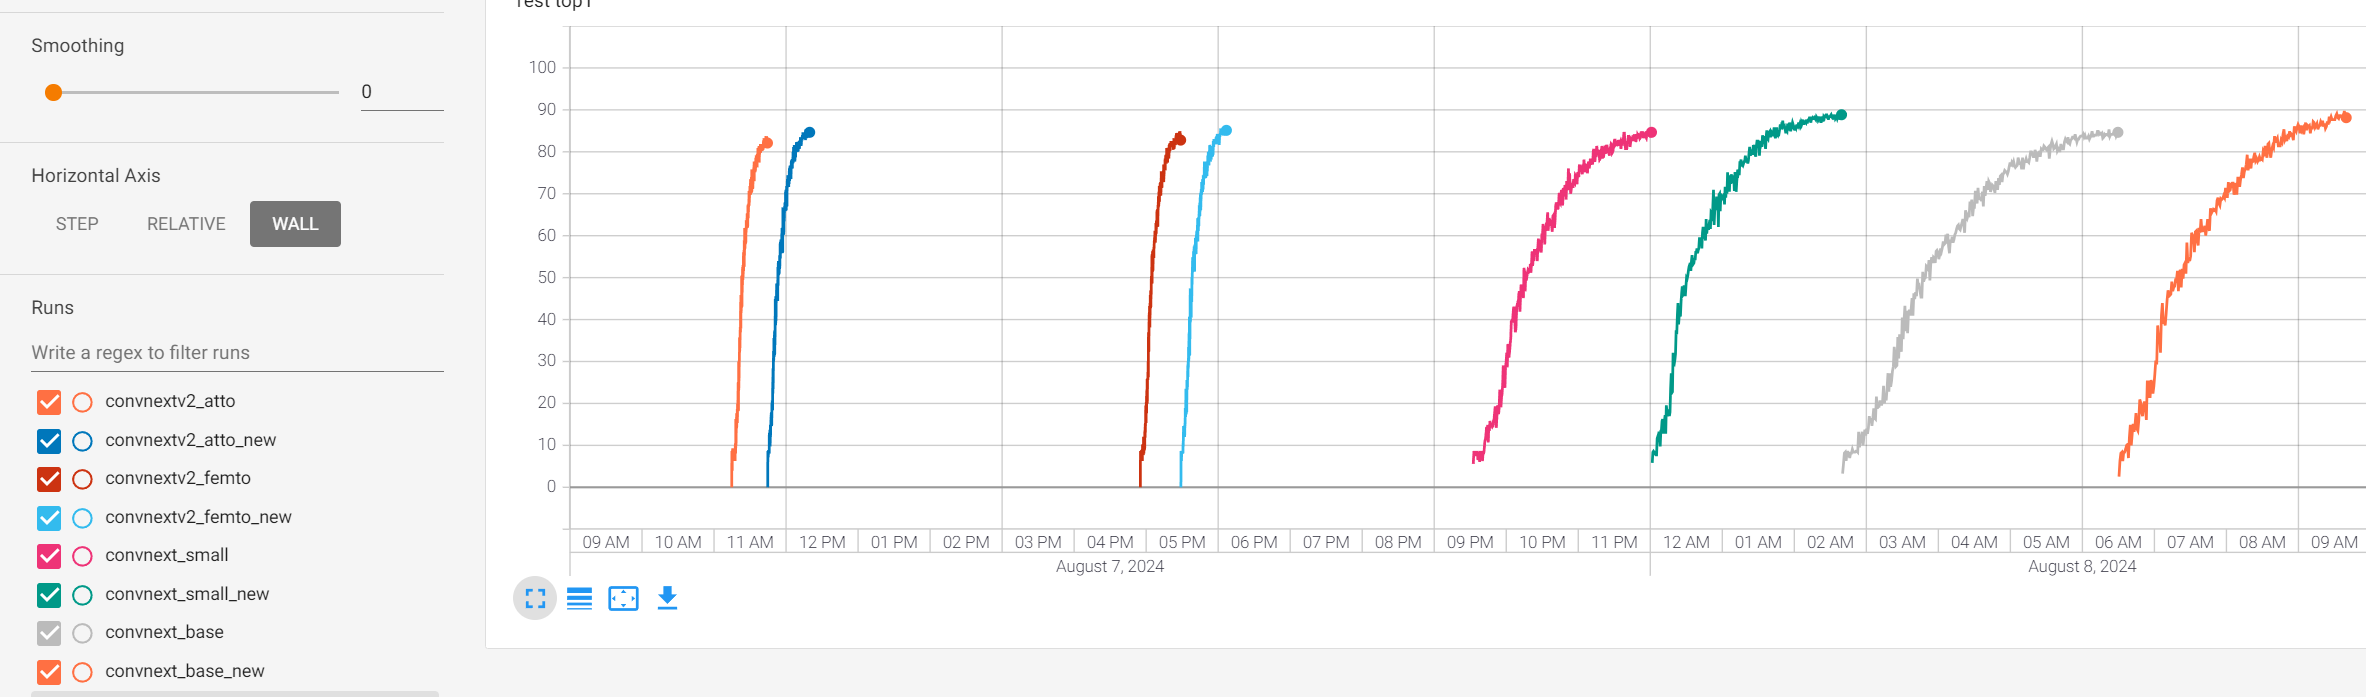 Test top1
Smoothing
0
Horizontal Axis
STEP RELATIVE WALL
Runs
Write a regex to filter runs
convnextv2_atto
convnextv2_atto_new
convnextv2_femto
convnextv2_femto_new
convnext_small
convnext_small_new
convnext_base
convnext_base_new
100
90
80
70
60
50
40
30
20
10
0
09 AM 10 AM 11 AM 12 PM 01 PM 02 PM 03 PM 04 PM 05 PM 06 PM 07 PM 08 PM 09 PM 10 PM 11 PM 12 AM 01 AM 02 AM 03 AM 04 AM 05 AM 06 AM 07 AM 08 AM 09 AM
August 7, 2024 August 8, 2024